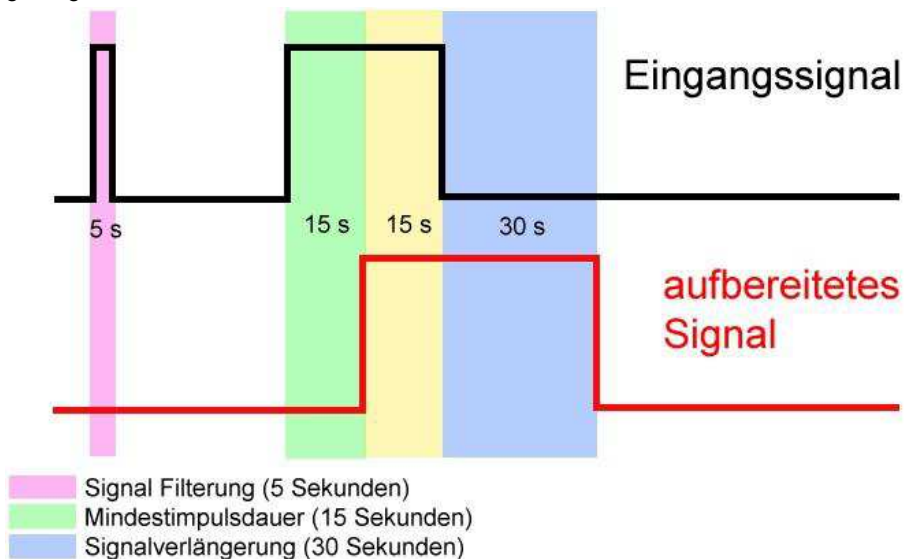 Eingangssignal
5 s
15 s
15 s
30 s
aufbereitetes
Signal
Signal Filterung (5 Sekunden)
Mindestimpulsdauer (15 Sekunden)
Signalverlängerung (30 Sekunden)